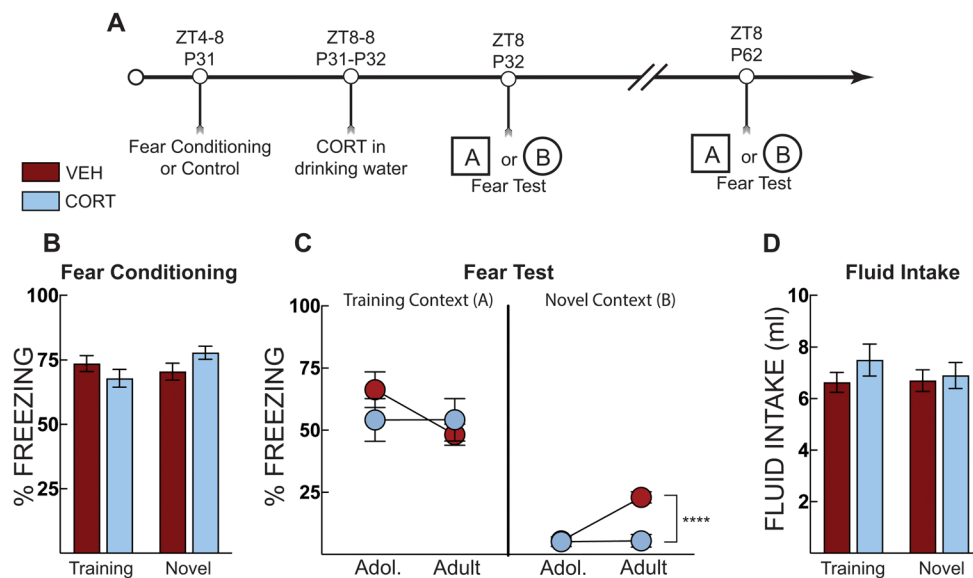 A
ZT4-8
P31
ZT8-8
P31-P32
ZT8
P32
ZT8
P62
Fear Conditioning
or Control
CORT in
drinking water
A or B
Fear Test
A or B
Fear Test
VEH
CORT
B
Fear Conditioning
100
75
50
25
% FREEZING
Training Novel
C
Fear Test
Training Context (A) Novel Context (B)
100
75
50
25
% FREEZING
****
Adol. Adult Adol. Adult
D
Fluid Intake
10
8
6
4
2
FLUID INTAKE (ml)
Training Novel